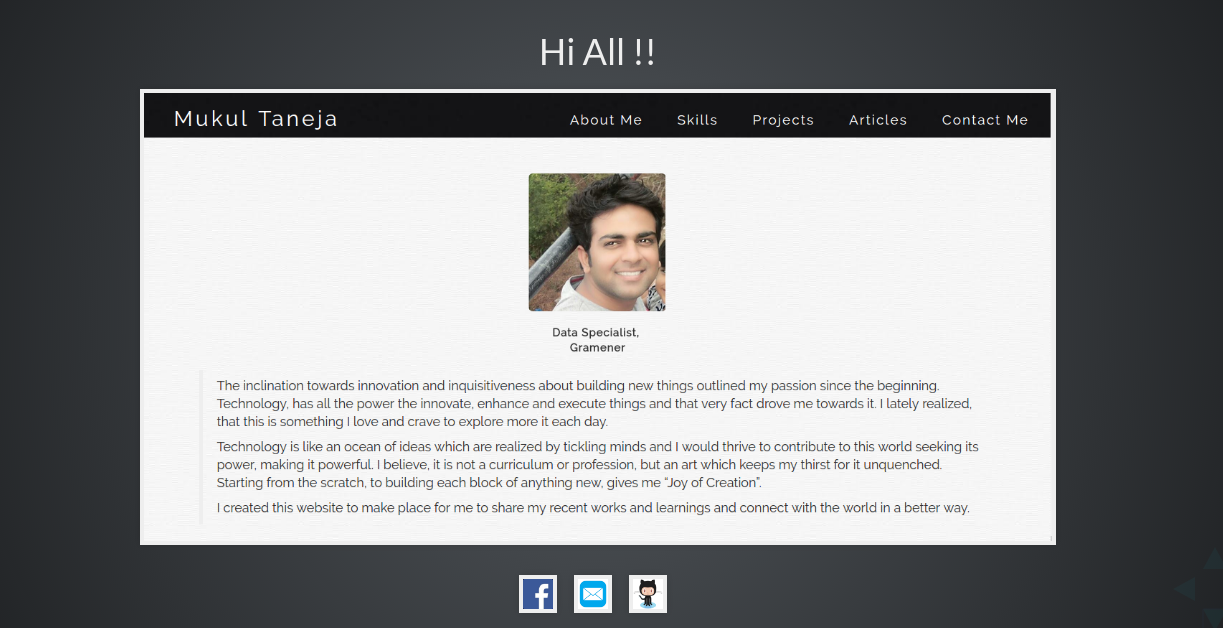 Hi All !!
Mukul Taneja
About Me Skills Projects Articles Contact Me
Data Specialist,
Gramener
The inclination towards innovation and inquisitiveness about building new things outlined my passion since the beginning.
Technology, has all the power the innovate, enhance and execute things and that very fact drove me towards it. I lately realized,
that this is something I love and crave to explore more it each day.
Technology is like an ocean of ideas which are realized by tickling minds and I would thrive to contribute to this world seeking its
power, making it powerful. I believe, it is not a curriculum or profession, but an art which keeps my thirst for it unquenched.
Starting from the scratch, to building each block of anything new, gives me “Joy of Creation”.
I created this website to make place for me to share my recent works and learnings and connect with the world in a better way.